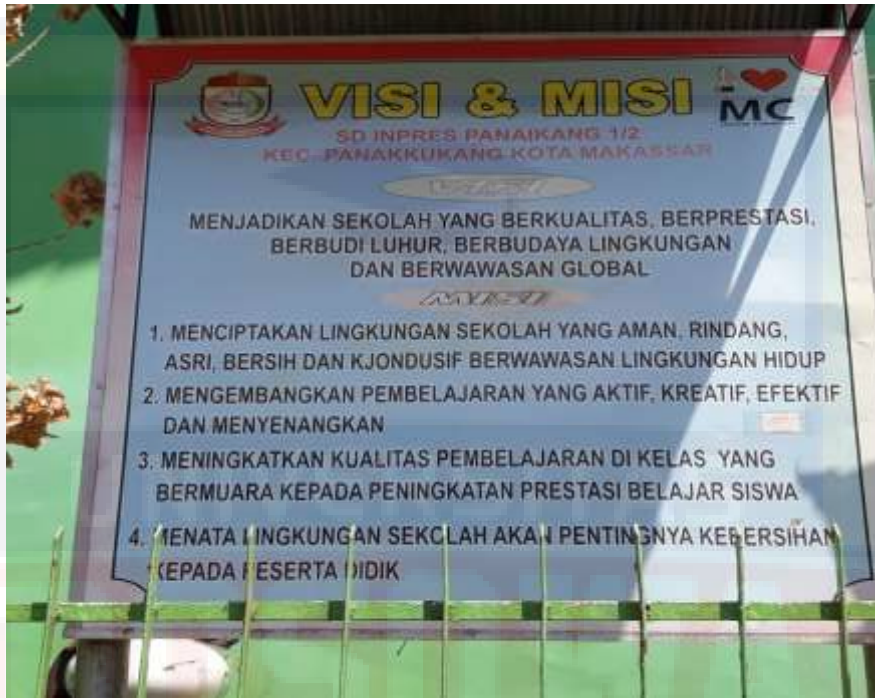 VISI & MISI
MC
SD INPRES PANAIKANG 1/2
KEC. PANAKKUKANG KOTA MAKASSAR
VISI
MENJADIKAN SEKOLAH YANG BERKUALITAS, BERPRESTASI,
BERBUDI LUHUR, BERBUDAYA LINGKUNGAN
DAN BERWAWASAN GLOBAL
MISI
1. MENCIPTAKAN LINGKUNGAN SEKOLAH YANG AMAN, RINDANG,
ASRI, BERSIH DAN KJONDUSIF BERWAWASAN LINGKUNGAN HIDUP
2. MENGEMBANGKAN PEMBELAJARAN YANG AKTIF, KREATIF, EFEKTIF
DAN MENYENANGKAN
3. MENINGKATKAN KUALITAS PEMBELAJARAN DI KELAS YANG
BERMUARA KEPADA PENINGKATAN PRESTASI BELAJAR SISWA
4. MENATA LINGKUNGAN SEKOLAH AKAN PENTINGNYA KEBERSIHAN
KEPADA PESERTA DIDIK